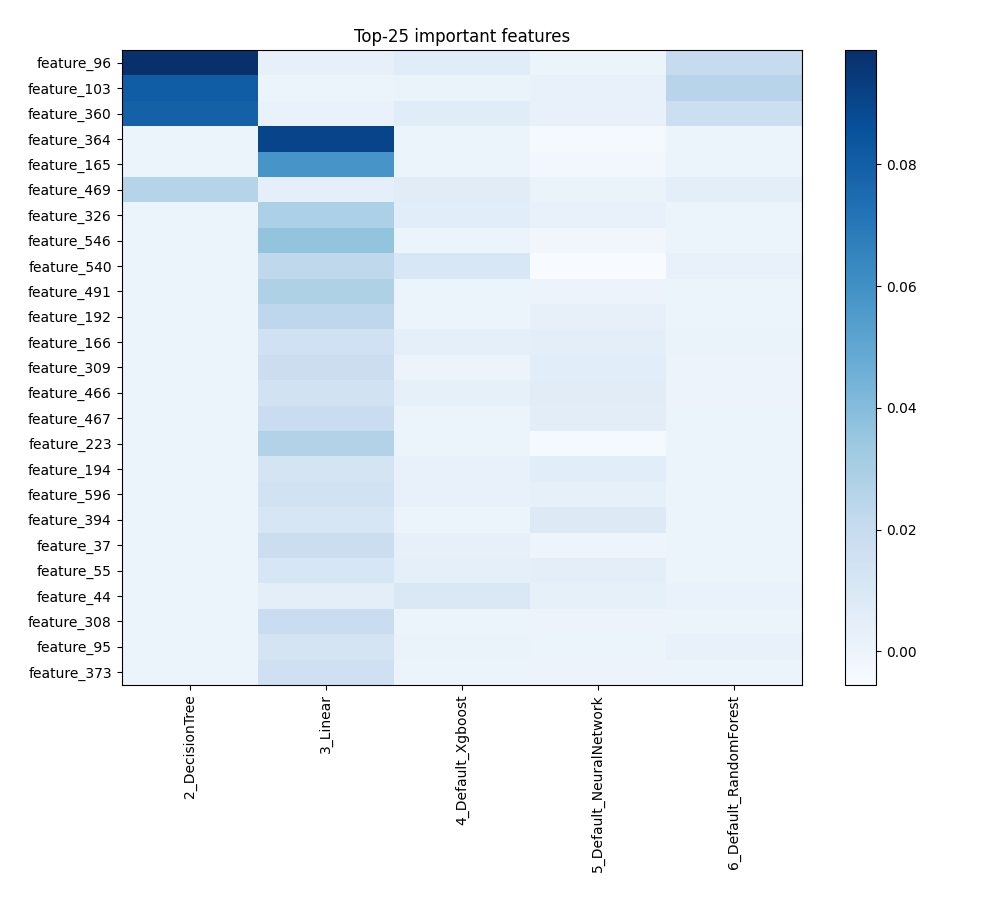 Top-25 important features
feature_96
feature_103
feature_360
feature_364
feature_165
feature_469
feature_326
feature_546
feature_540
feature_491
feature_192
feature_166
feature_309
feature_466
feature_467
feature_223
feature_194
feature_596
feature_394
feature_37
feature_55
feature_44
feature_308
feature_95
feature_373
2_DecisionTree
3_Linear
4_Default_Xgboost
5_Default_NeuralNetwork
6_Default_RandomForest
0.08
0.06
0.04
0.02
0.00